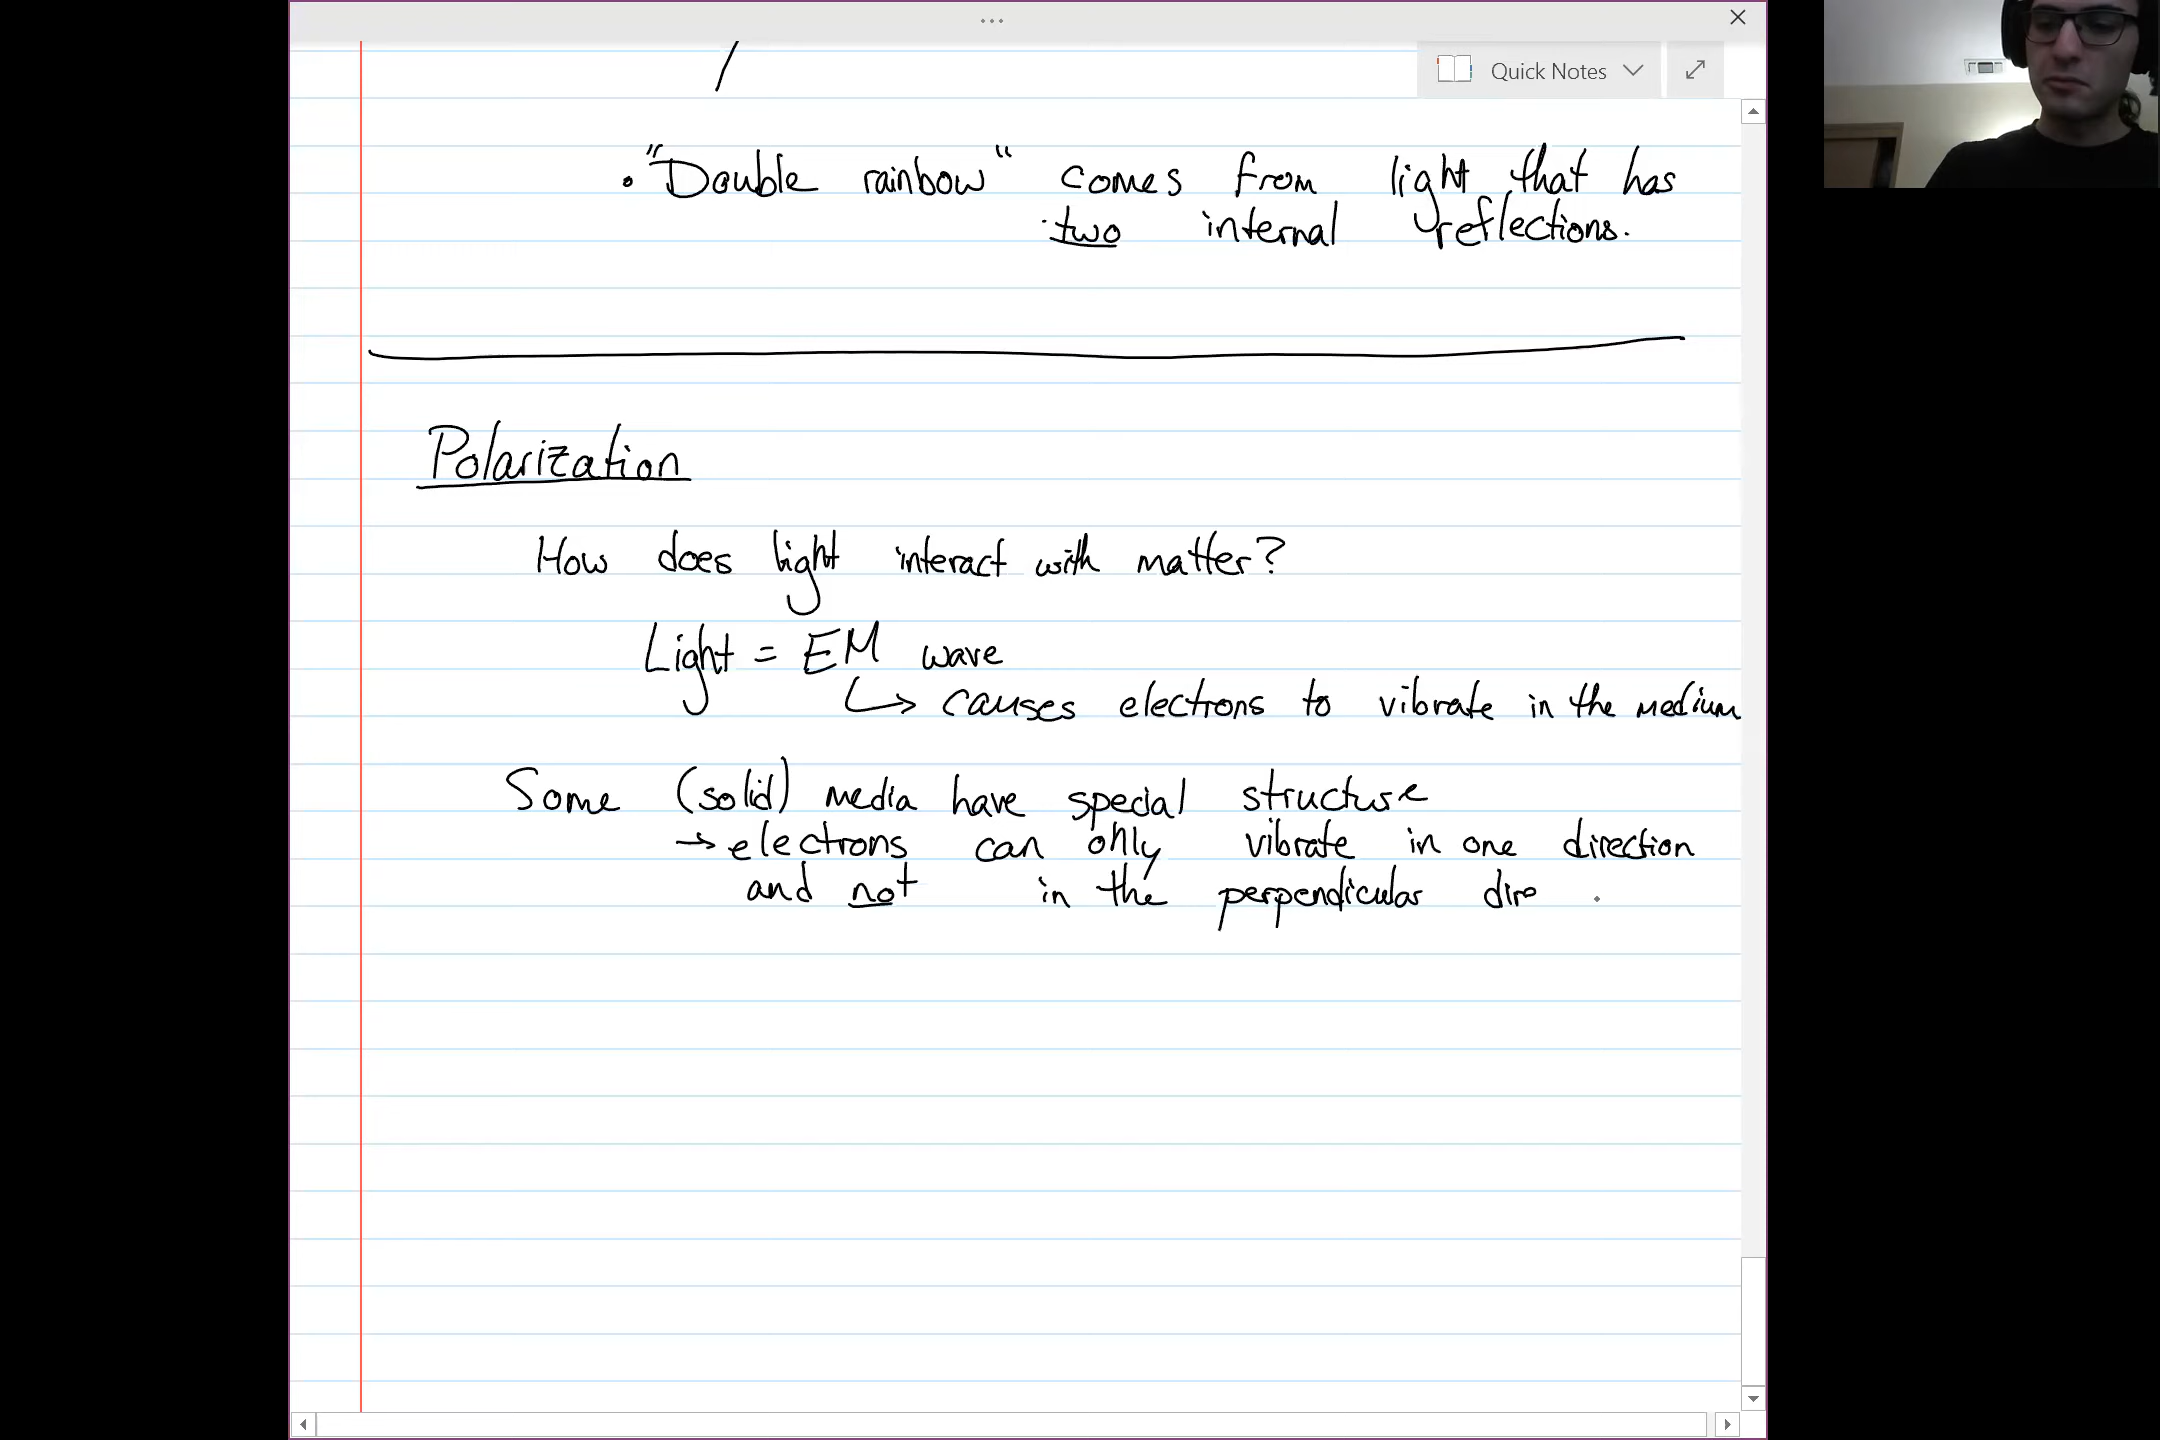 Quick Notes
• "Double rainbow" comes from light that has
two internal reflections.
Polarization
How does light interact with matter?
Light = EM wave
↳ causes electrons to vibrate in the medium
Some (solid) media have special structure
→ electrons can only vibrate in one direction
and not in the perpendicular dire